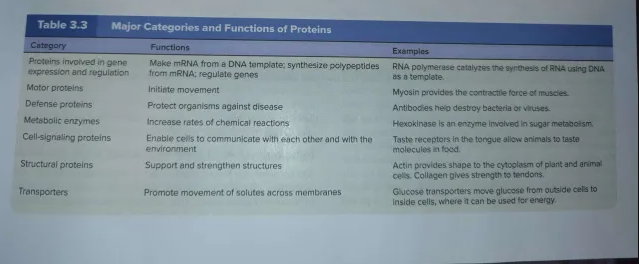 Table 3.3 Major Categories and Functions of Proteins
Category Functions Examples
Proteins involved in gene expression and regulation Make mRNA from a DNA template; synthesize polypeptides from mRNA; regulate genes RNA polymerase catalyzes the synthesis of RNA using DNA as a template.
Motor proteins Initiate movement Myosin provides the contractile force of muscles.
Defense proteins Protect organisms against disease Antibodies help destroy bacteria or viruses.
Metabolic enzymes Increase rates of chemical reactions Hexokinase is an enzyme involved in sugar metabolism.
Cell-signaling proteins Enable cells to communicate with each other and with the environment Taste receptors in the tongue allow animals to taste molecules in food.
Structural proteins Support and strengthen structures Actin provides shape to the cytoplasm of plant and animal cells. Collagen gives strength to tendons.
Transporters Promote movement of solutes across membranes Glucose transporters move glucose from outside cells to inside cells, where it can be used for energy.